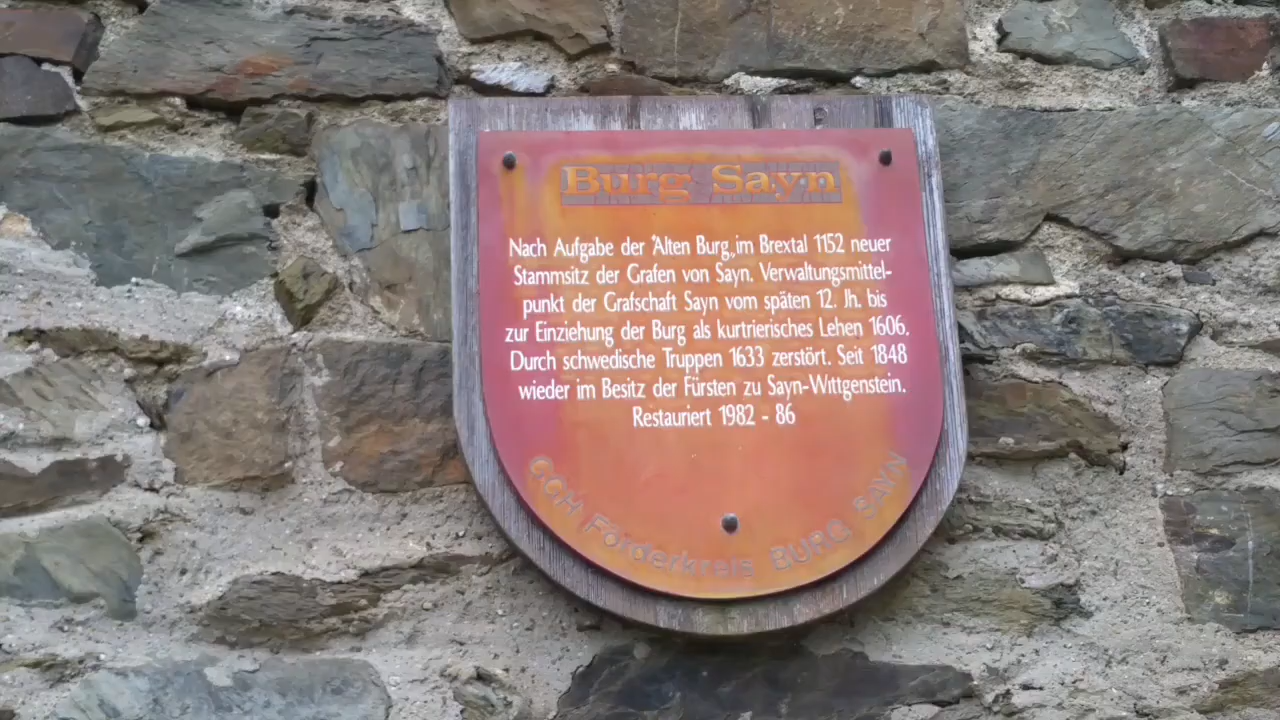 Burg Sayn
Nach Aufgabe der "Alten Burg„ im Brextal 1152 neuer
Stammsitz der Grafen von Sayn. Verwaltungsmittel-
punkt der Grafschaft Sayn vom späten 12. Jh. bis
zur Einziehung der Burg als kurtrierisches Lehen 1606.
Durch schwedische Truppen 1633 zerstört. Seit 1848
wieder im Besitz der Fürsten zu Sayn-Wittgenstein.
Restauriert 1982 - 86
Förderkreis BURG SAYN